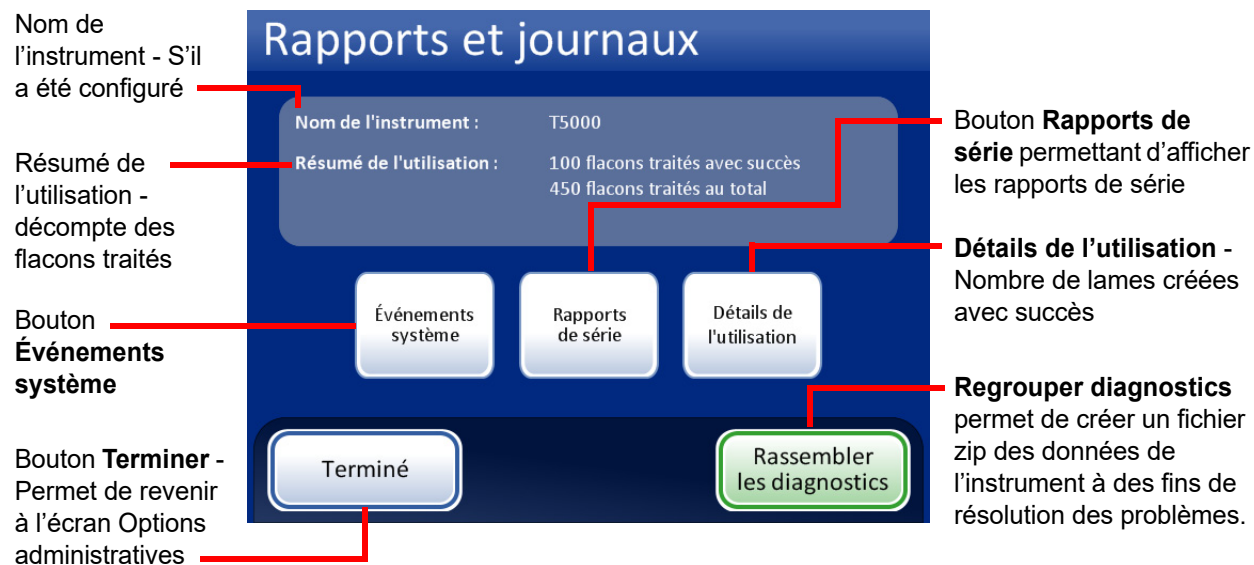 Nom de
l’instrument - S’il
a été configuré
Résumé de
l’utilisation -
décompte des
flacons traités
Bouton
Événements
système
Bouton Terminer -
Permet de revenir
à l’écran Options
administratives
Rapports et journaux
Nom de l'instrument : T5000
Résumé de l'utilisation : 100 flacons traités avec succès
450 flacons traités au total
Événements
système
Rapports
de série
Détails de
l'utilisation
Terminé
Rassembler
les diagnostics
Bouton Rapports de
série permettant d’afficher
les rapports de série
Détails de l’utilisation -
Nombre de lames créées
avec succès
Regrouper diagnostics
permet de créer un fichier
zip des données de
l’instrument à des fins de
résolution des problèmes.